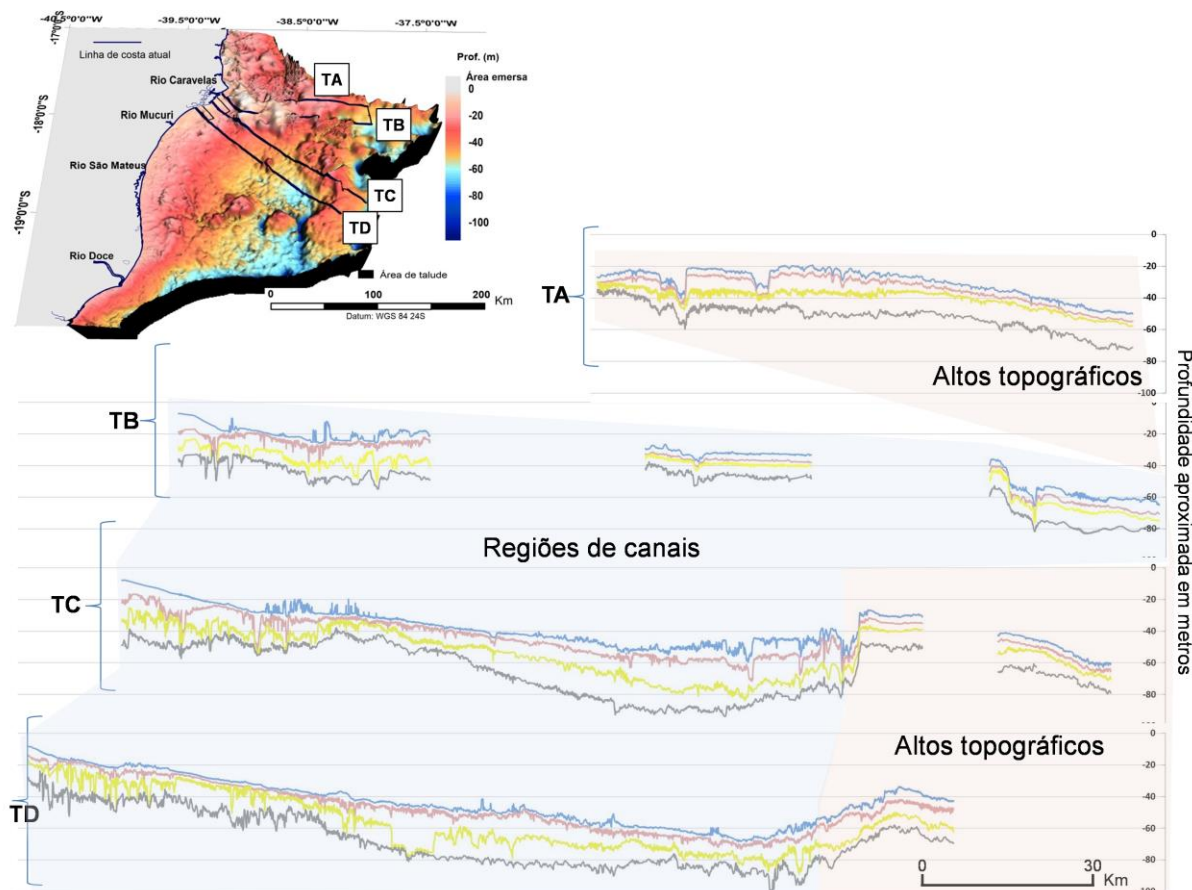 -40.5°0'0"W
-39.5°0'0"W
-38.5°0'0"W
-37.5°0'0"W
-17°0'0"S
-18°0'0"S
-19°0'0"S
Linha de costa atual
Prof. (m)
Área emersa
0
-20
-40
-60
-80
-100
Rio Caravelas
Rio Mucuri
Rio São Mateus
Rio Doce
TA
TB
TC
TD
Área de talude
0 100 200
Km
Datum: WGS 84 24S
TA
0
-20
-40
-60
-80
-100
Altos topográficos
Profundidade aproximada em metros
TB
0
-20
-40
-60
-80
Regiões de canais
TC
0
-20
-40
-60
-80
TD
Altos topográficos
0
-20
-40
-60
-80
-100
0 30
Km